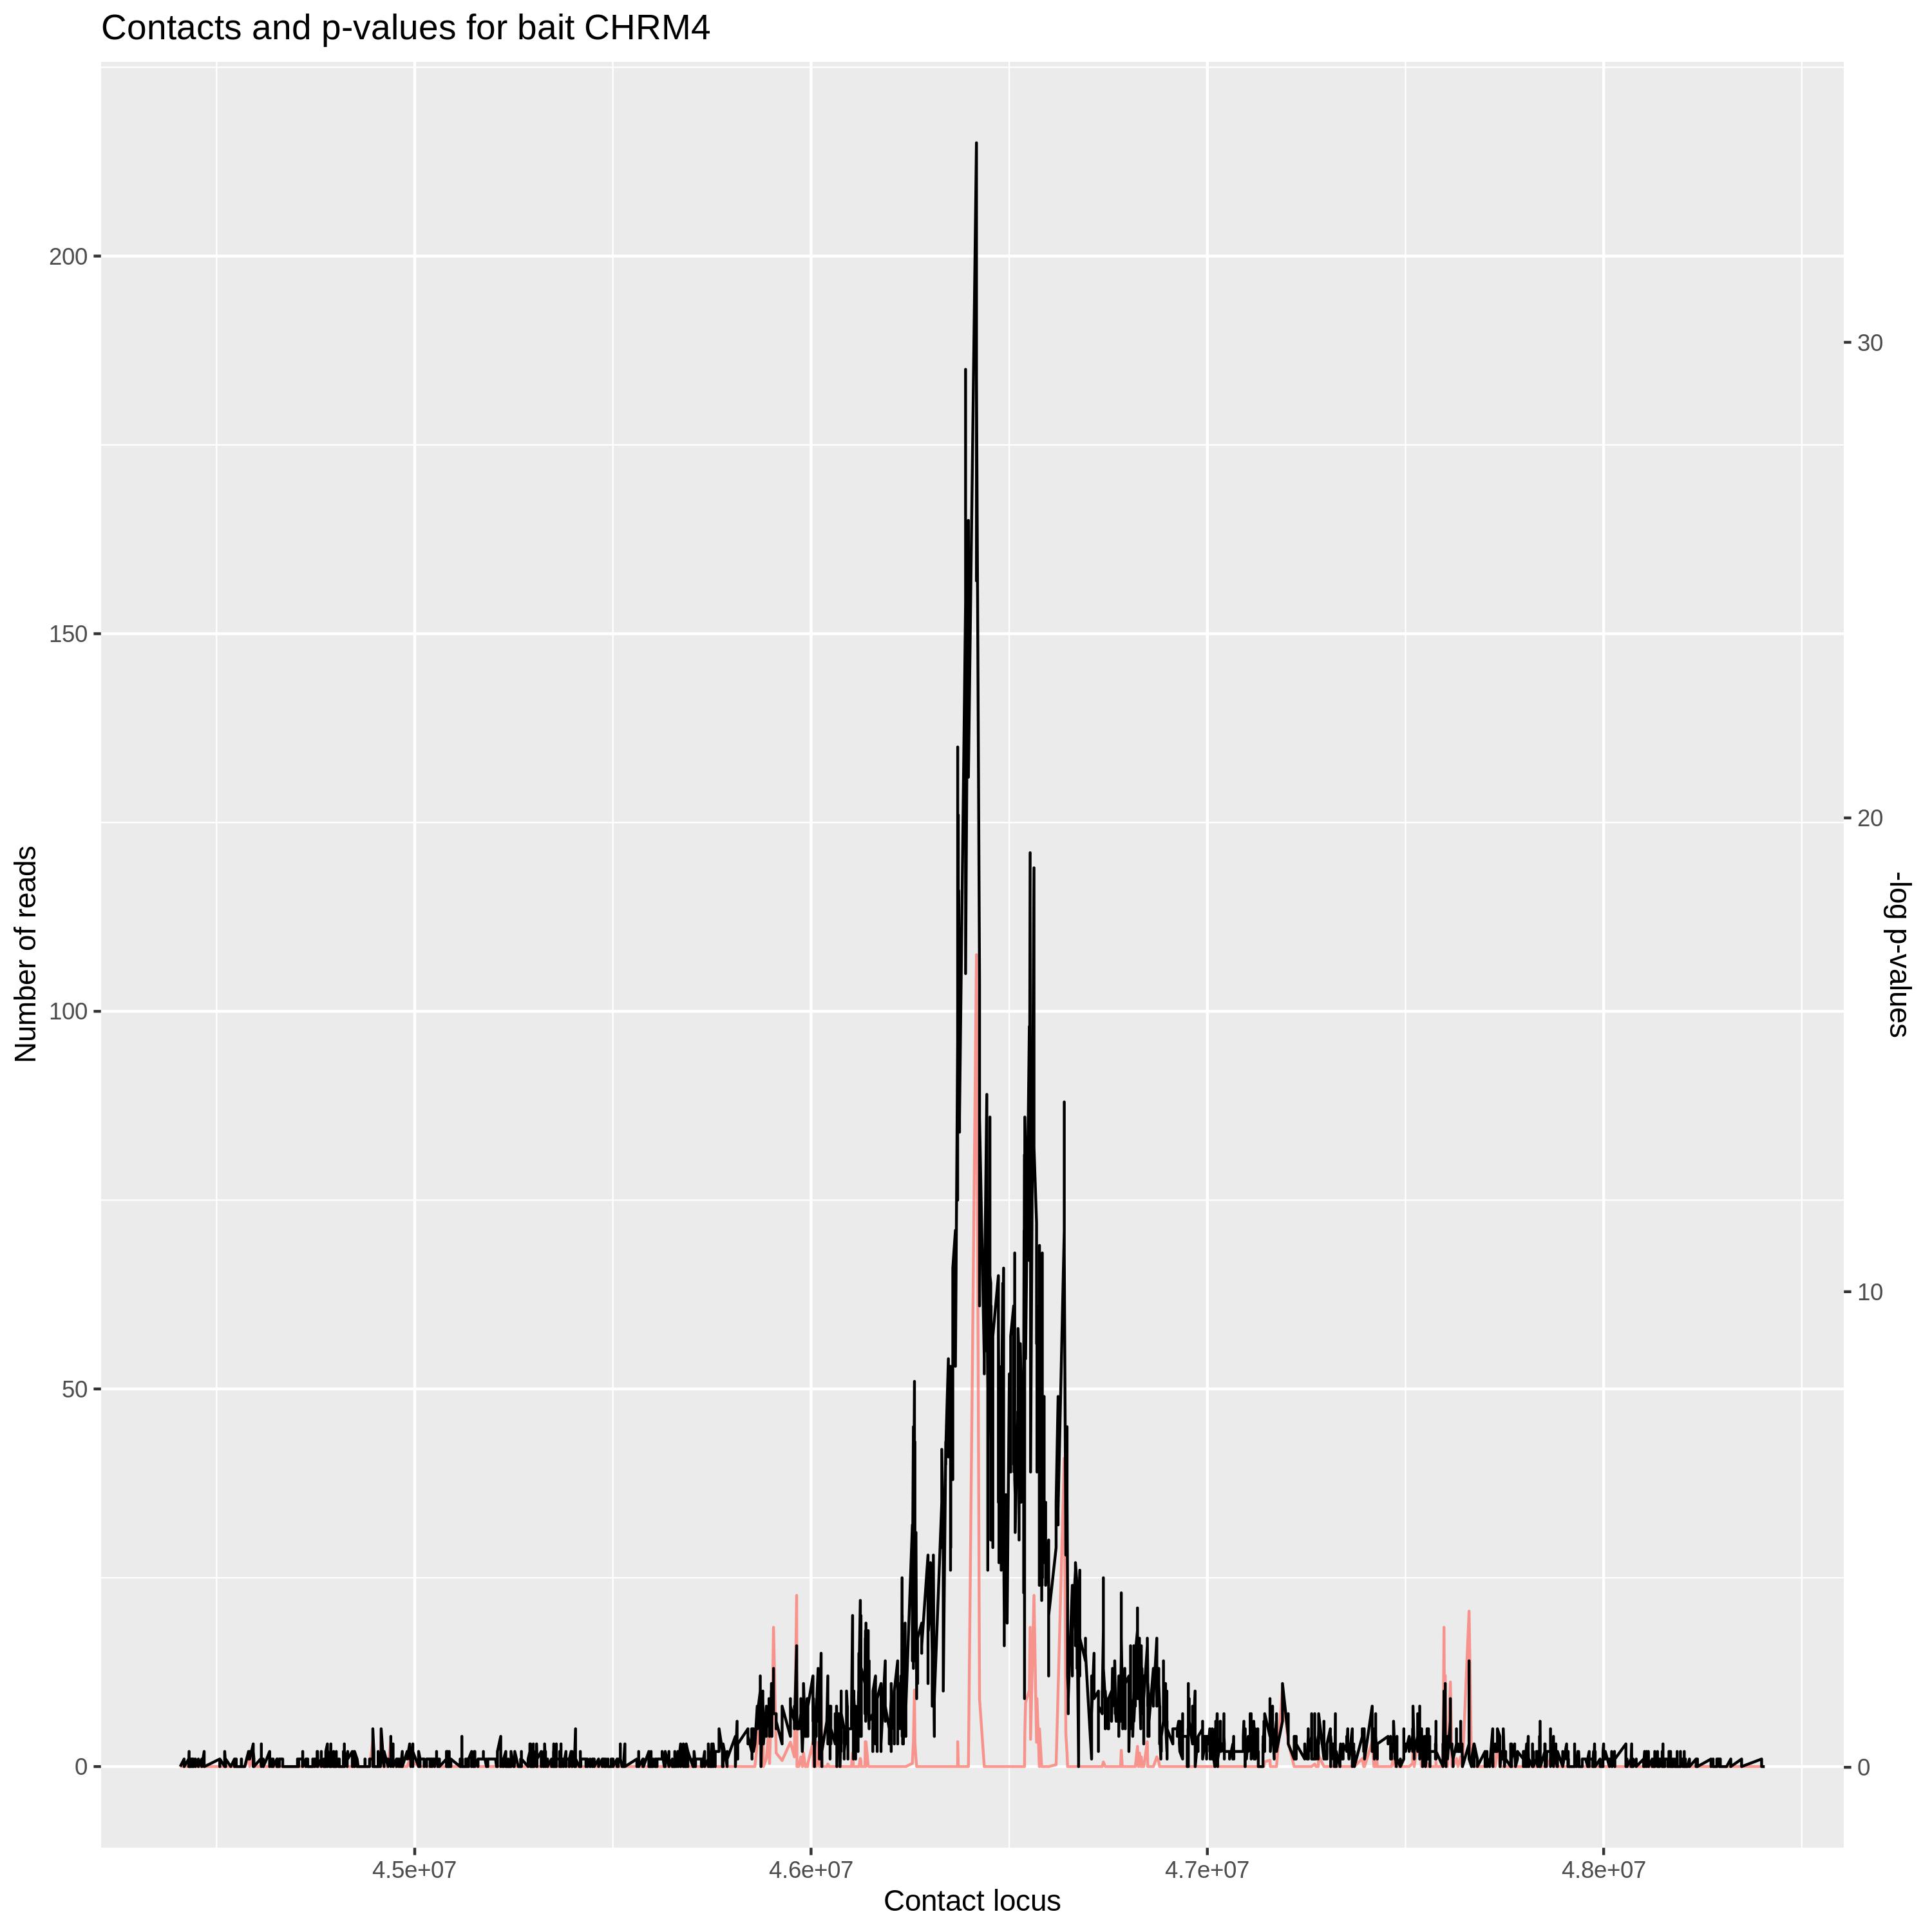 Contacts and p-values for bait CHRM4
Number of reads
200
150
100
50
0
30
20
10
0
-log p-values
4.5e+07
4.6e+07
4.7e+07
4.8e+07
Contact locus